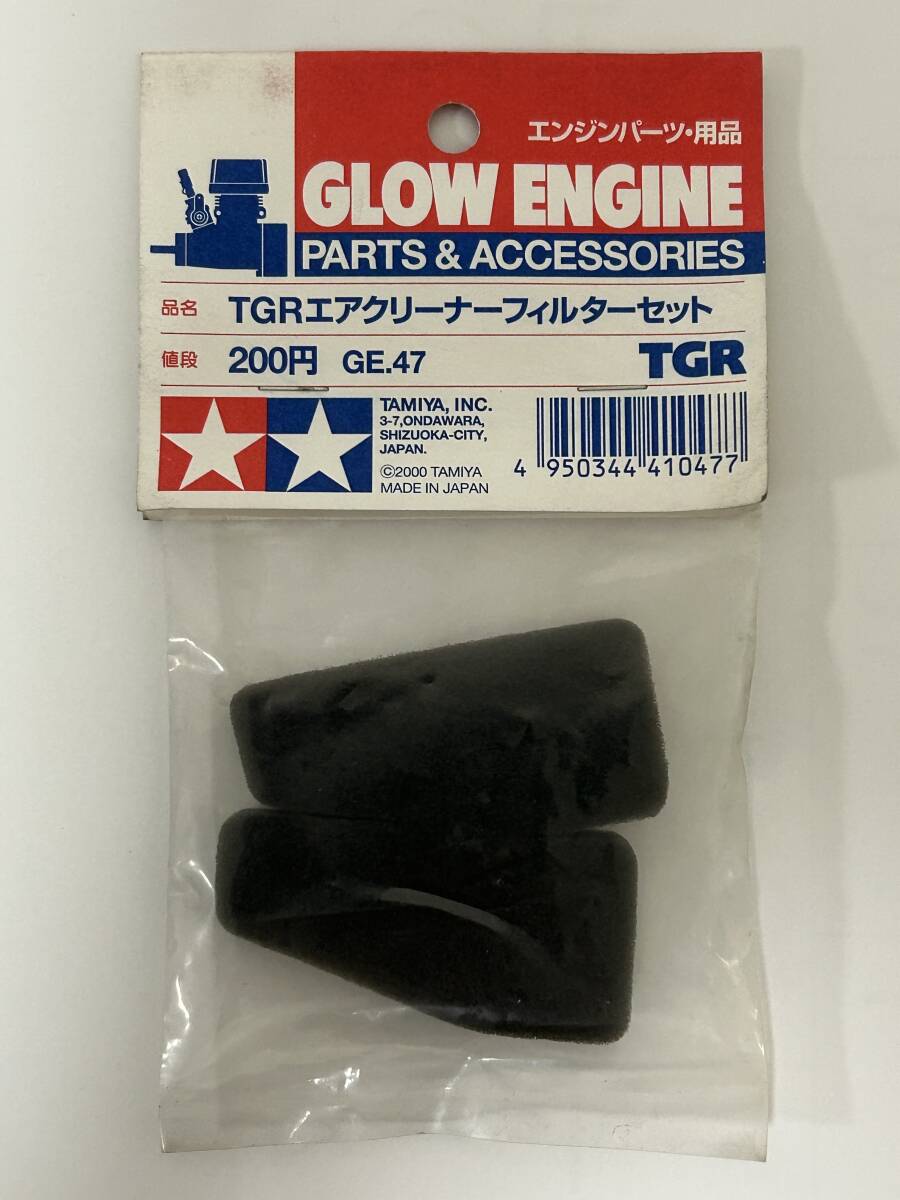 エンジンパーツ・用品
GLOW ENGINE
PARTS & ACCESSORIES
品名 TGRエアクリーナーフィルターセット
値段 200円 GE.47 TGR
TAMIYA, INC.
3-7,ONDAWARA,
SHIZUOKA-CITY,
JAPAN.
©2000 TAMIYA
MADE IN JAPAN
4 950344 410477